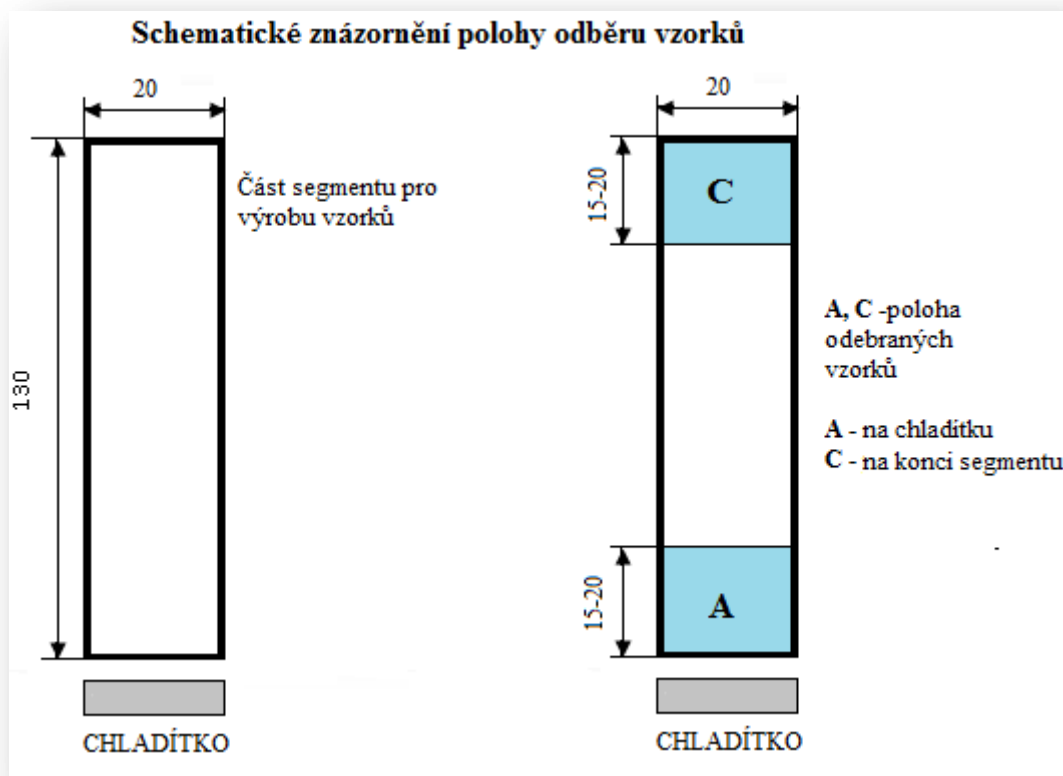 Schematické znázornění polohy odběru vzorků
20
130
Část segmentu pro
výrobu vzorků
CHLADÍTKO
20
15-20
C
A, C -poloha
odebraných
vzorků
A - na chladítku
C - na konci segmentu
15-20
A
CHLADÍTKO